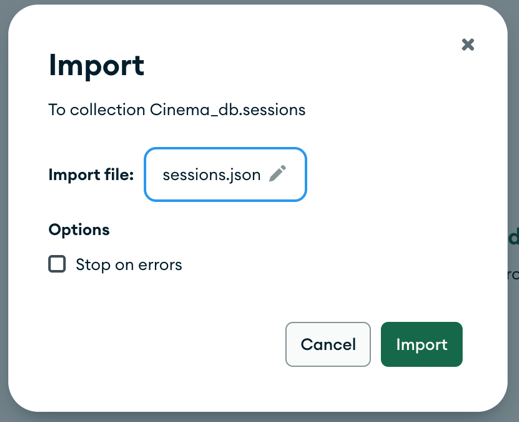 Import
To collection Cinema_db.sessions
Import file: sessions.json
Options
Stop on errors
Cancel Import